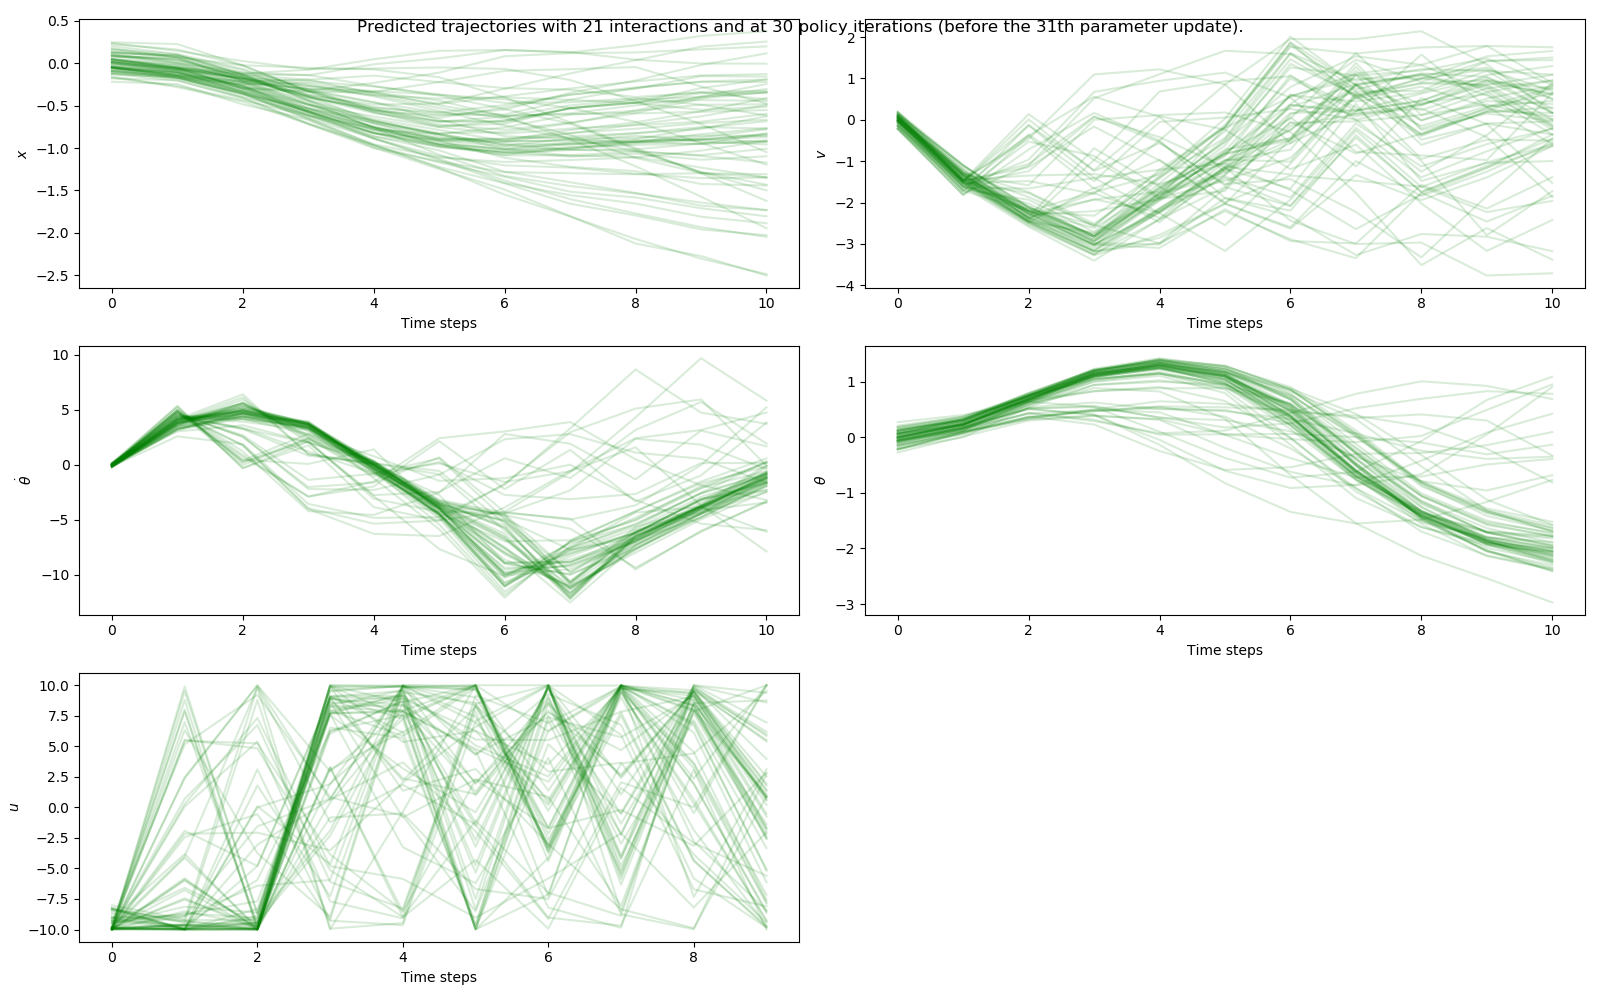 Predicted trajectories with 21 interactions and at 30 policy iterations (before the 31th parameter update).
0.5
0.0
−0.5
−1.0
−1.5
−2.0
−2.5
x
0 2 4 6 8 10
Time steps
2
1
0
−1
−2
−3
−4
v
0 2 4 6 8 10
Time steps
10
5
0
−5
−10
θ̇
0 2 4 6 8 10
Time steps
1
0
−1
−2
−3
θ
0 2 4 6 8 10
Time steps
10.0
7.5
5.0
2.5
0.0
−2.5
−5.0
−7.5
−10.0
u
0 2 4 6 8
Time steps